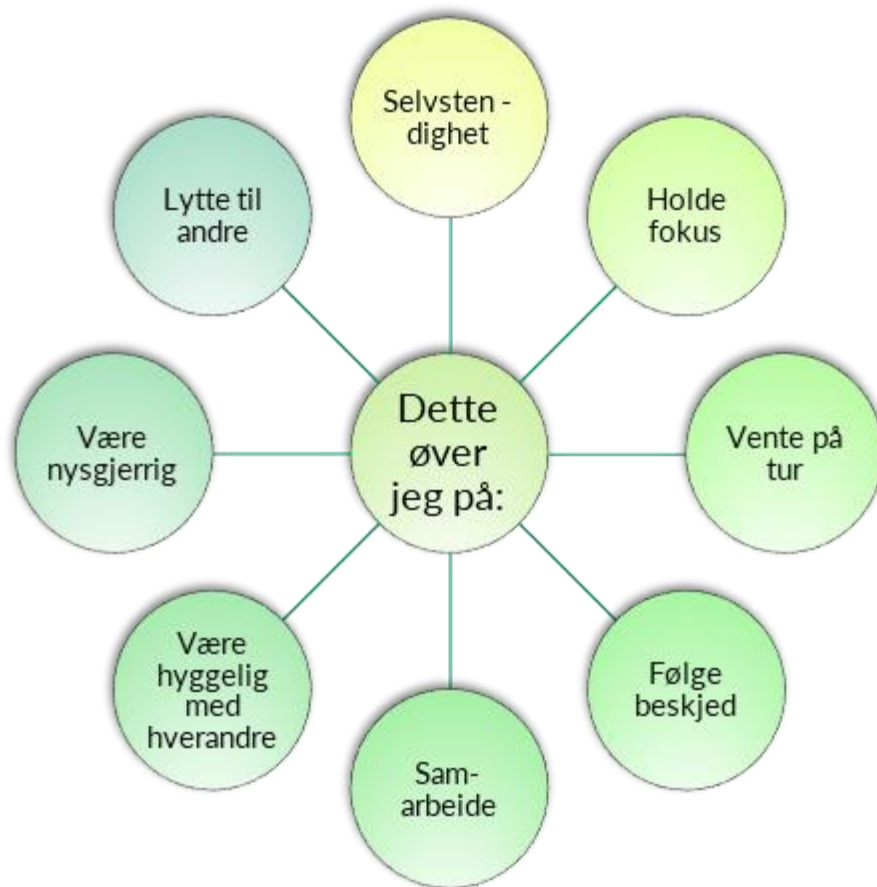 Dette
øver
jeg på:
Selvsten -
dighet
Holde
fokus
Vente på
tur
Følge
beskjed
Sam-
arbeide
Være
hyggelig
med
hverandre
Være
nysgjerrig
Lytte til
andre